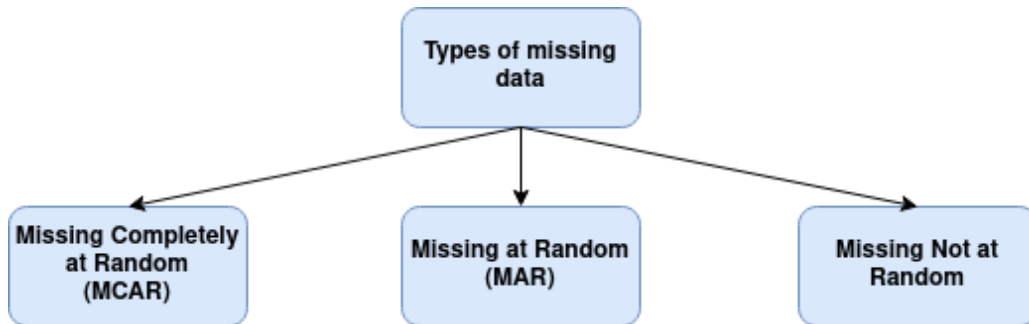 Types of missing
data
Missing Completely
at Random
(MCAR)
Missing at Random
(MAR)
Missing Not at
Random